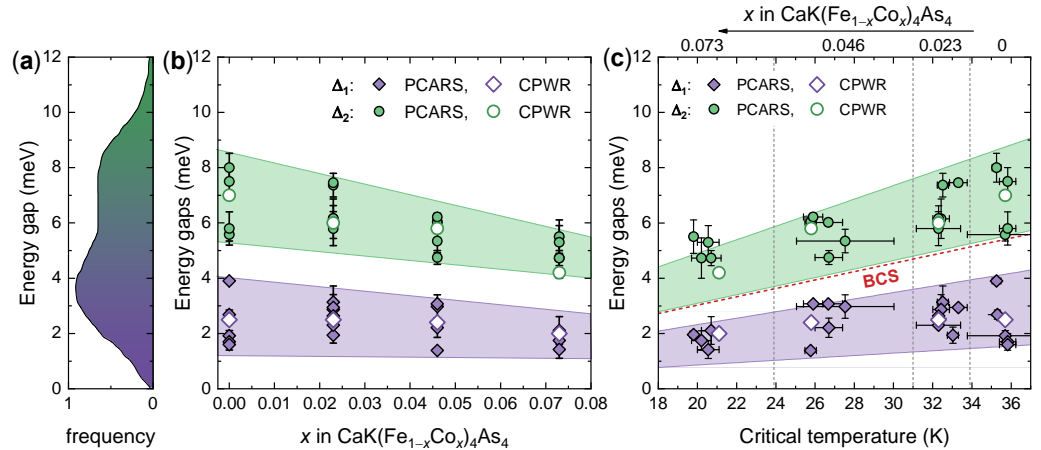 x in CaK(Fe1−xCox)4As4
0.073 0.046 0.023 0
(a) (b) (c)
12 12 12
10 10 10
8 8 8
6 6 6
4 4 4
2 2 2
0 0 0
Energy gap (meV)
Energy gaps (meV)
Energy gaps (meV)
Δ1: PCARS, CPWR
Δ2: PCARS, CPWR
Δ1: PCARS, CPWR
Δ2: PCARS, CPWR
BCS
1 0
0.00 0.01 0.02 0.03 0.04 0.05 0.06 0.07 0.08
18 20 22 24 26 28 30 32 34 36
frequency
x in CaK(Fe1−xCox)4As4
Critical temperature (K)